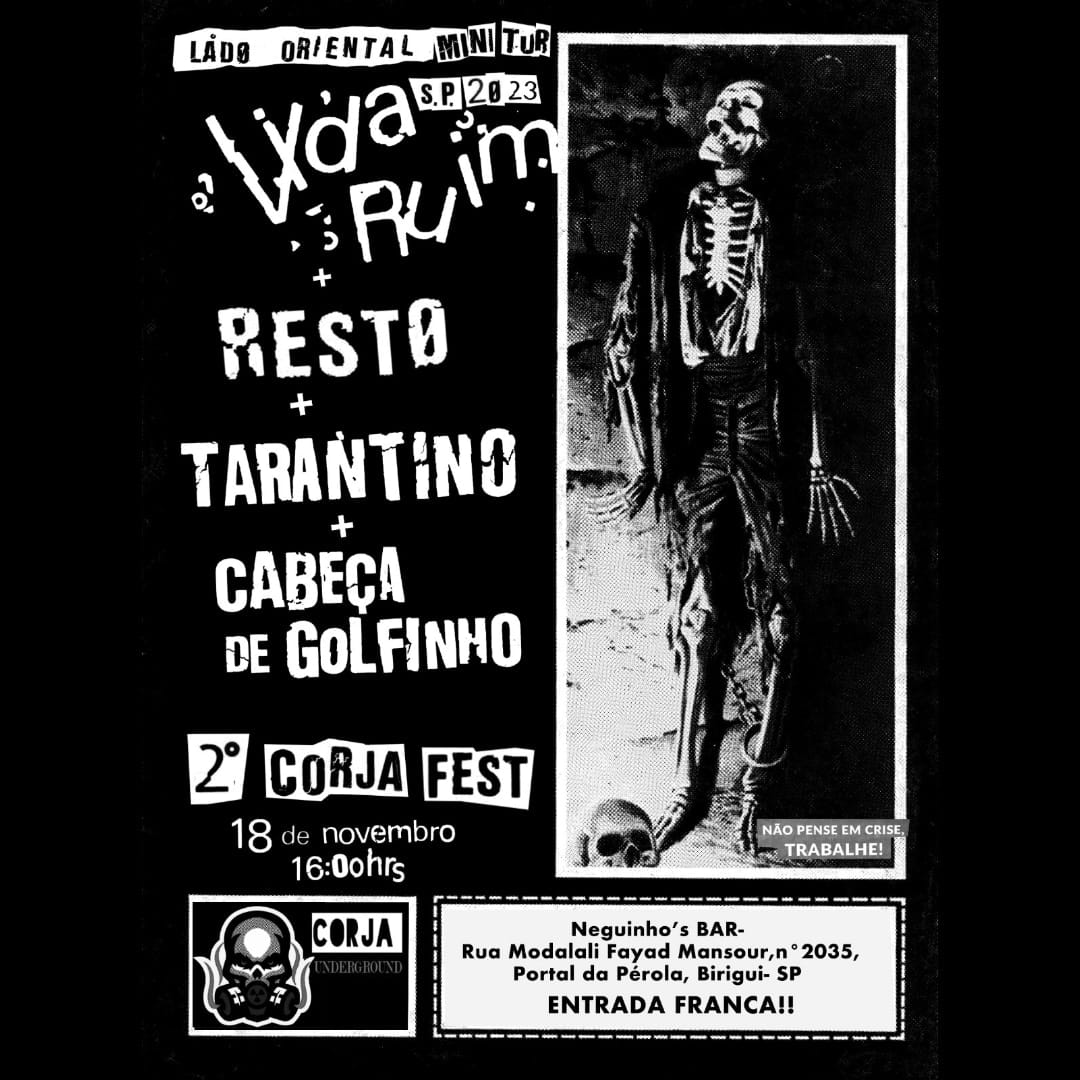 LADØ ORIENTAL MINI TUR
S.P. 2023
Vida
Ruim
+
RESTØ
+
TARANTINO
+
CABEÇA
DE GOLFINHO
2° CORJA FEST
18 de novembro
16:00hrs
NÃO PENSE EM CRISE,
TRABALHE!
CORJA
UNDERGROUND
Neguinho's BAR-
Rua Modalali Fayad Mansour,n°2035,
Portal da Pérola, Birigui- SP
ENTRADA FRANCA!!